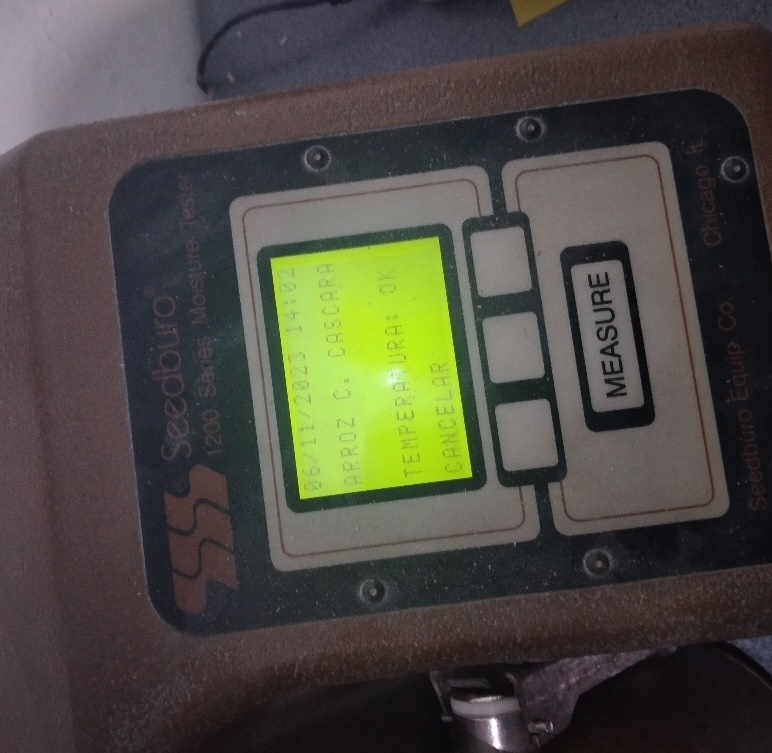 Seedburo
1200 Series Moisture Tester
06/11/2023 14:02
ARROZ C. CASCARA
TEMPERATURA: OK
CANCELAR
MEASURE
Seedburo Equip. Co. Chicago IL